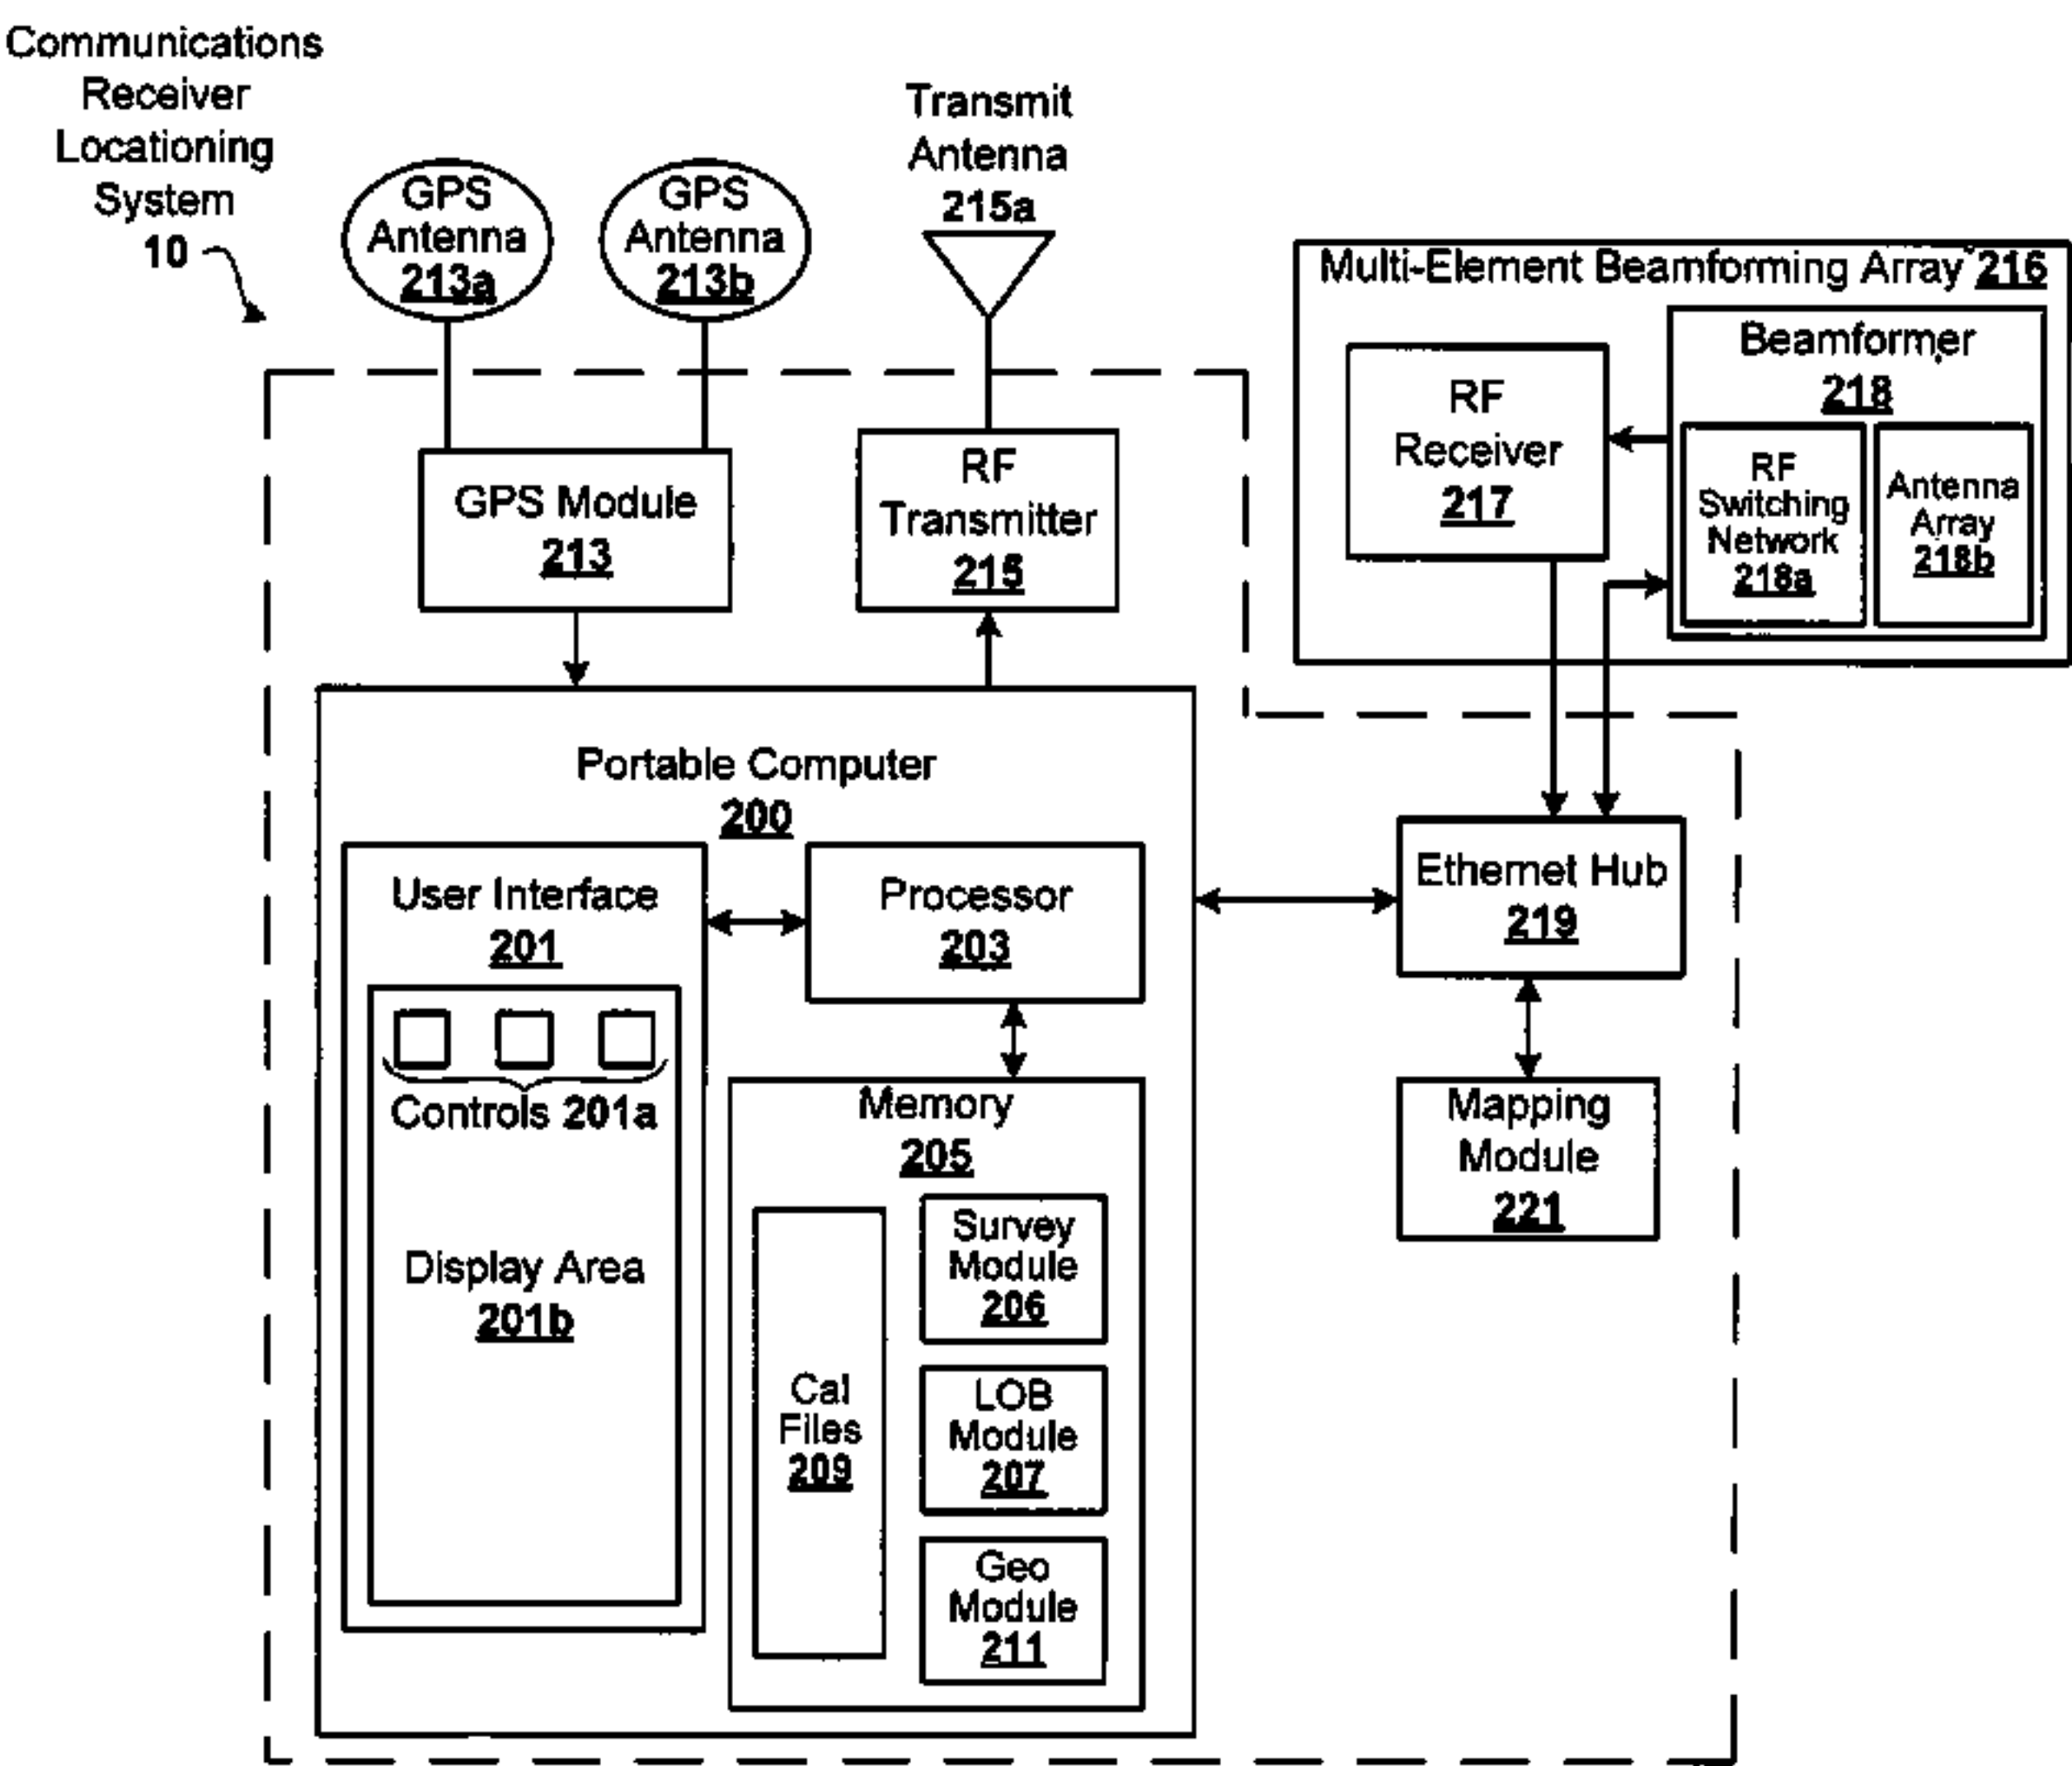 Communications
Receiver
Locationing
System
10
GPS
Antenna
213a
GPS
Antenna
213b
Transmit
Antenna
215a
Multi-Element Beamforming Array 216
Beamformer
218
RF
Receiver
217
RF
Switching
Network
218a
Antenna
Array
218b
GPS Module
213
RF
Transmitter
215
Portable Computer
200
User Interface
201
Processor
203
Ethernet Hub
219
Controls 201a
Display Area
201b
Memory
205
Mapping
Module
221
Cal
Files
209
Survey
Module
206
LOB
Module
207
Geo
Module
211